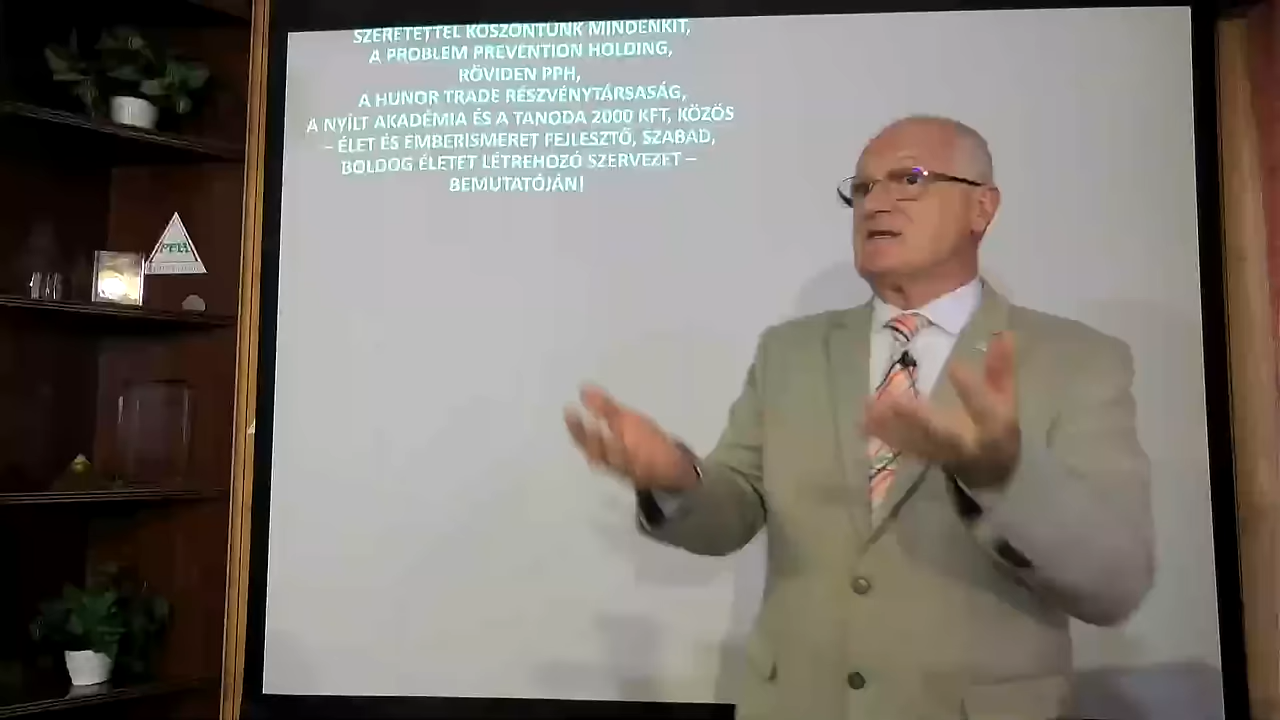 SZERETETTEL KÖSZÖNTÜNK MINDENKIT,
A PROBLEM PREVENTION HOLDING,
RÖVIDEN PPH,
A HUNOR TRADE RÉSZVÉNYTÁRSASÁG,
A NYÍLT AKADÉMIA ÉS A TANODA 2000 KFT, KÖZÖS
– ÉLET ÉS EMBERISMERET FEJLESZTŐ, SZABAD,
BOLDOG ÉLETET LÉTREHOZÓ SZERVEZET –
BEMUTATÓJÁN!
PPH